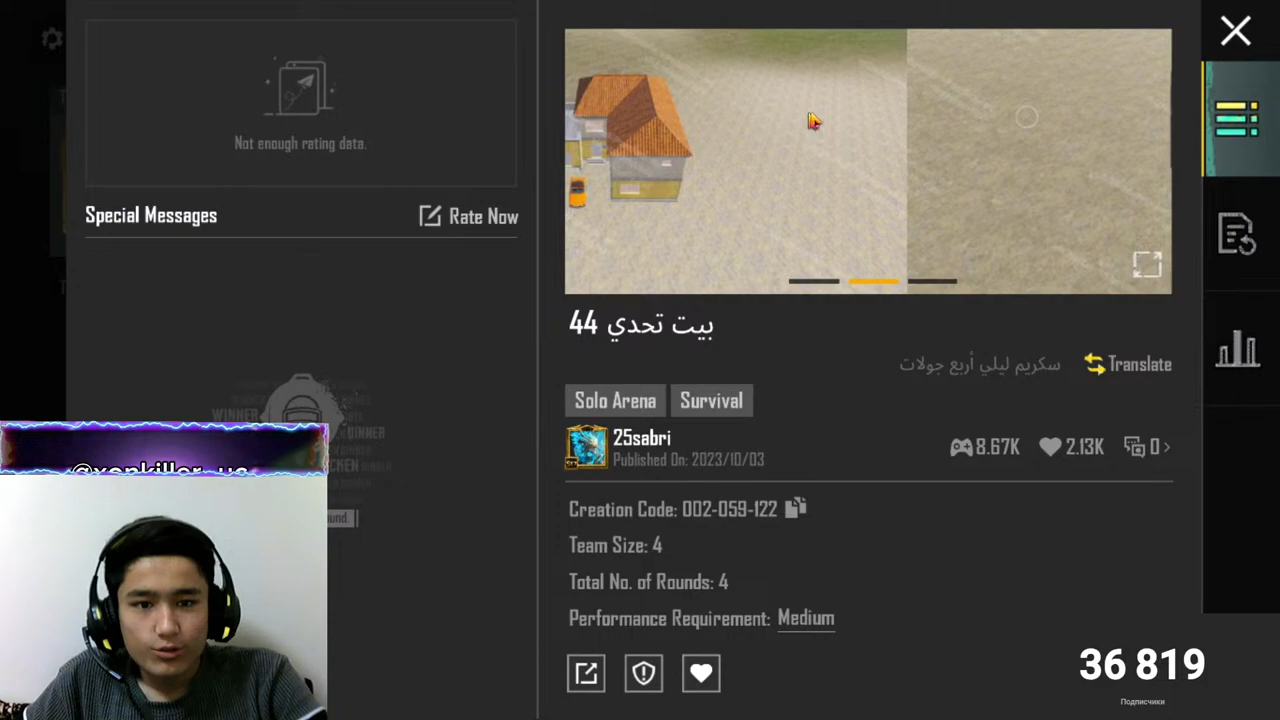 Not enough rating data.
Special Messages
Rate Now
بيت تحدي 44
سكريم ليلي أربع جولات
Translate
Solo Arena
Survival
25sabri
Published On: 2023/10/03
8.67K
2.13K
0
Creation Code: 002-059-122
Team Size: 4
Total No. of Rounds: 4
Performance Requirement: Medium
WINNER
36 819
Подписчики